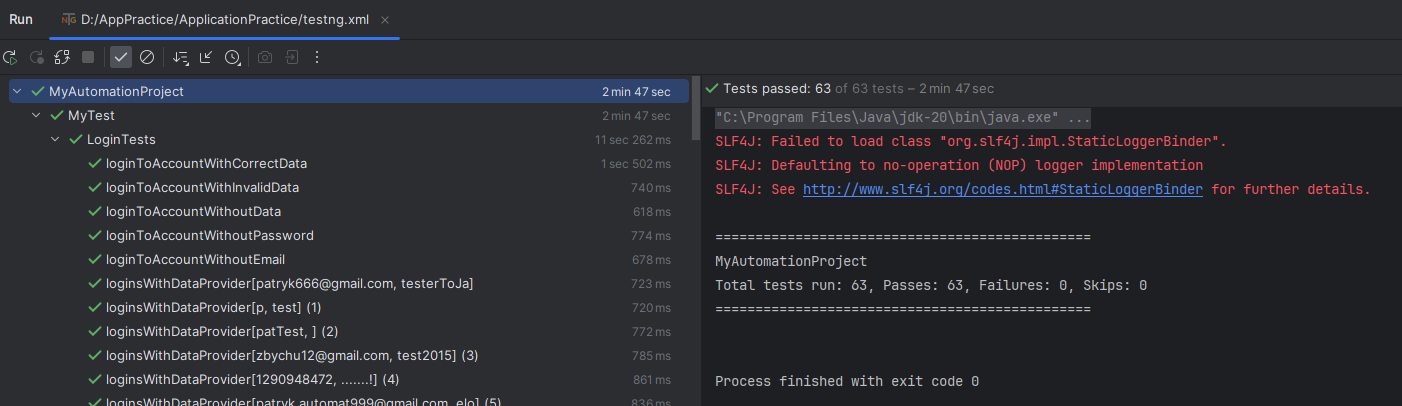 Run
D:/AppPractice/ApplicationPractice/testng.xml
MyAutomationProject 2 min 47 sec
MyTest 2 min 47 sec
LoginTests 11 sec 262 ms
loginToAccountWithCorrectData 1 sec 502 ms
loginToAccountWithInvalidData 740 ms
loginToAccountWithoutData 618 ms
loginToAccountWithoutPassword 774 ms
loginToAccountWithoutEmail 678 ms
loginsWithDataProvider[patryk666@gmail.com, testerToJa] 723 ms
loginsWithDataProvider[p, test] (1) 720 ms
loginsWithDataProvider[patTest, ] (2) 772 ms
loginsWithDataProvider[zbychu12@gmail.com, test2015] (3) 785 ms
loginsWithDataProvider[1290948472, .......!] (4) 861 ms
loginsWithDataProvider[patryk.automat999@gmail.com, elo] (5) 836 ms
Tests passed: 63 of 63 tests – 2 min 47 sec
"C:\Program Files\Java\jdk-20\bin\java.exe" ...
SLF4J: Failed to load class "org.slf4j.impl.StaticLoggerBinder".
SLF4J: Defaulting to no-operation (NOP) logger implementation
SLF4J: See http://www.slf4j.org/codes.html#StaticLoggerBinder for further details.
===============================================
MyAutomationProject
Total tests run: 63, Passes: 63, Failures: 0, Skips: 0
===============================================
Process finished with exit code 0